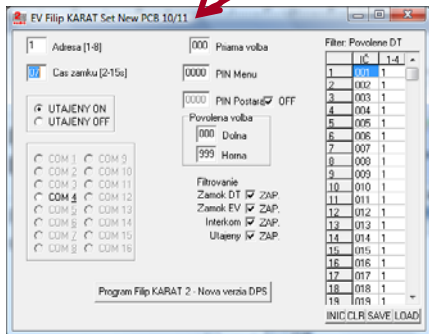 EV Filip KARAT Set New PCB 10/11
1 Adresa [1-8]
07 Cas zamku [2-15s]
UTAJENY ON
UTAJENY OFF
COM 1 COM 9
COM 2 COM 10
COM 3 COM 11
COM 4 COM 12
COM 5 COM 13
COM 6 COM 14
COM 7 COM 15
COM 8 COM 16
000 Priama volba
0000 PIN Menu
0000 PIN Postara OFF
Povolena volba
000 Dolna
999 Horna
Filtrovanie
Zamok DT ZAP.
Zamok EV ZAP.
Interkom ZAP.
Utajeny ZAP.
Program Filip KARAT 2 - Nova verzia DPS
Filter: Povolene DT
IČ 1-4
1 001 1
2 002 1
3 003 1
4 004 1
5 005 1
6 006 1
7 007 1
8 008 1
9 009 1
10 010 1
11 011 1
12 012 1
13 013 1
14 014 1
15 015 1
16 016 1
17 017 1
18 018 1
19 019 1
INIC CLR SAVE LOAD